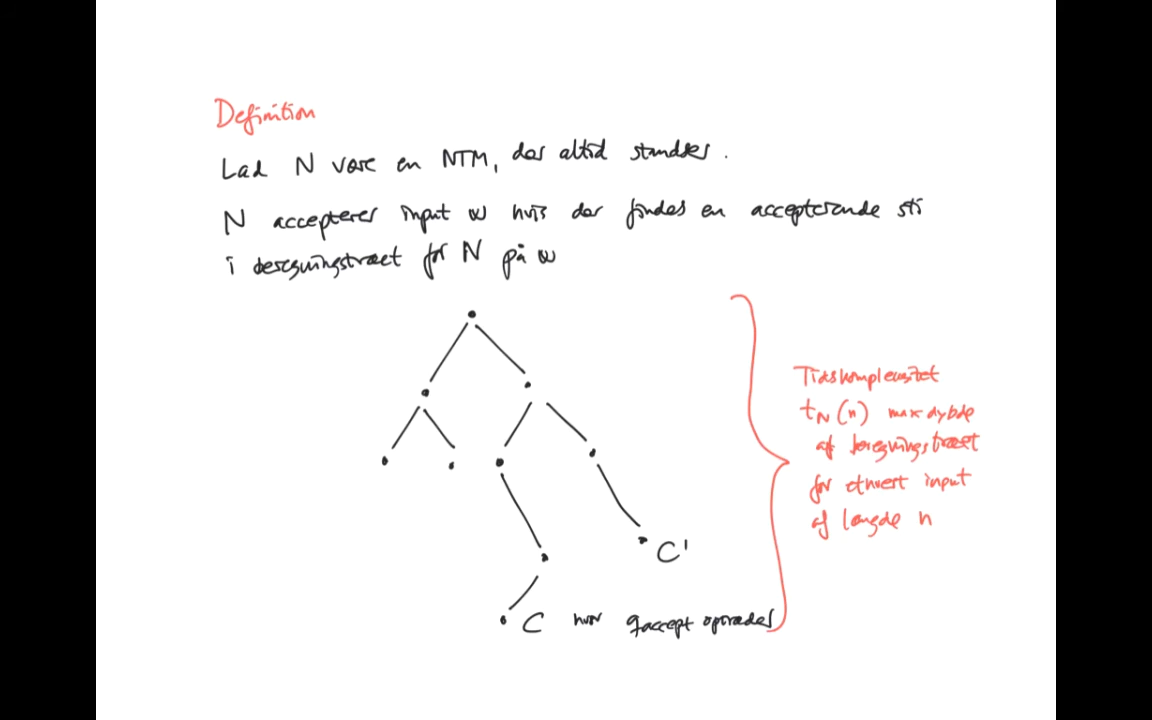 Definition
Lad N være en NTM, der altid standser.
N accepterer input w hvis der findes en accepterende sti
i beregningstræet for N på w
Tidskompleksitet
tN(n) max dybde
af beregningstræet
for ethvert input
af længde n
C'
C hvor qaccept optræder